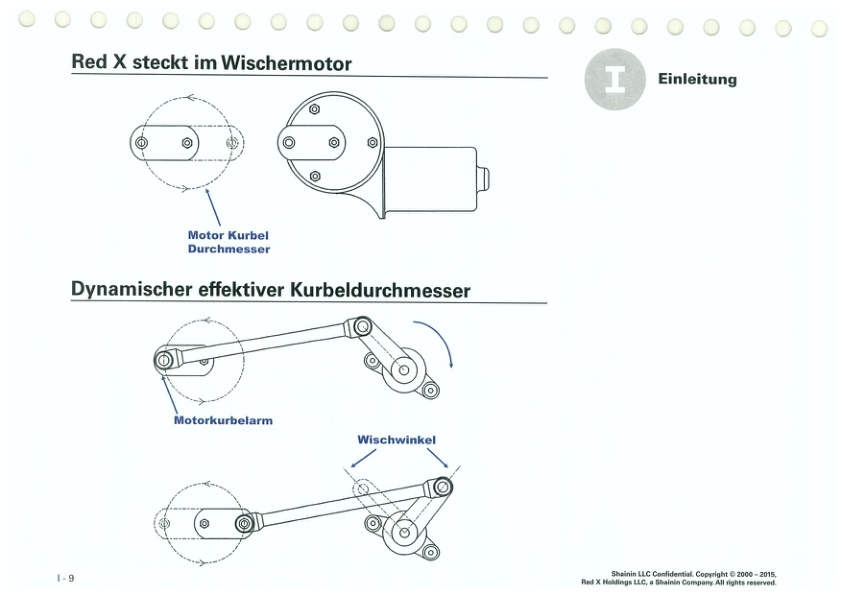 Red X steckt im Wischermotor
I
Einleitung
Motor Kurbel
Durchmesser
Dynamischer effektiver Kurbeldurchmesser
Motorkurbelarm
Wischwinkel
I - 9
Shainin LLC Confidential. Copyright © 2000 – 2015,
Red X Holdings LLC, a Shainin Company. All rights reserved.